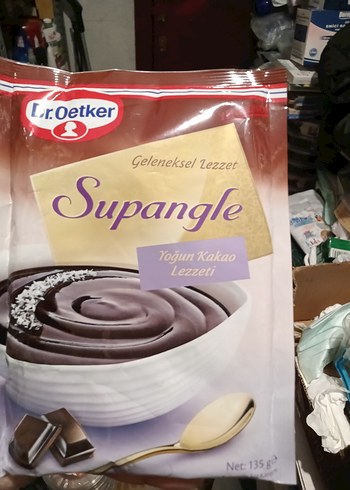 Dr.Oetker
Geleneksel Lezzet
Supangle
Yoğun Kakao
Lezzeti
Net: 135 g